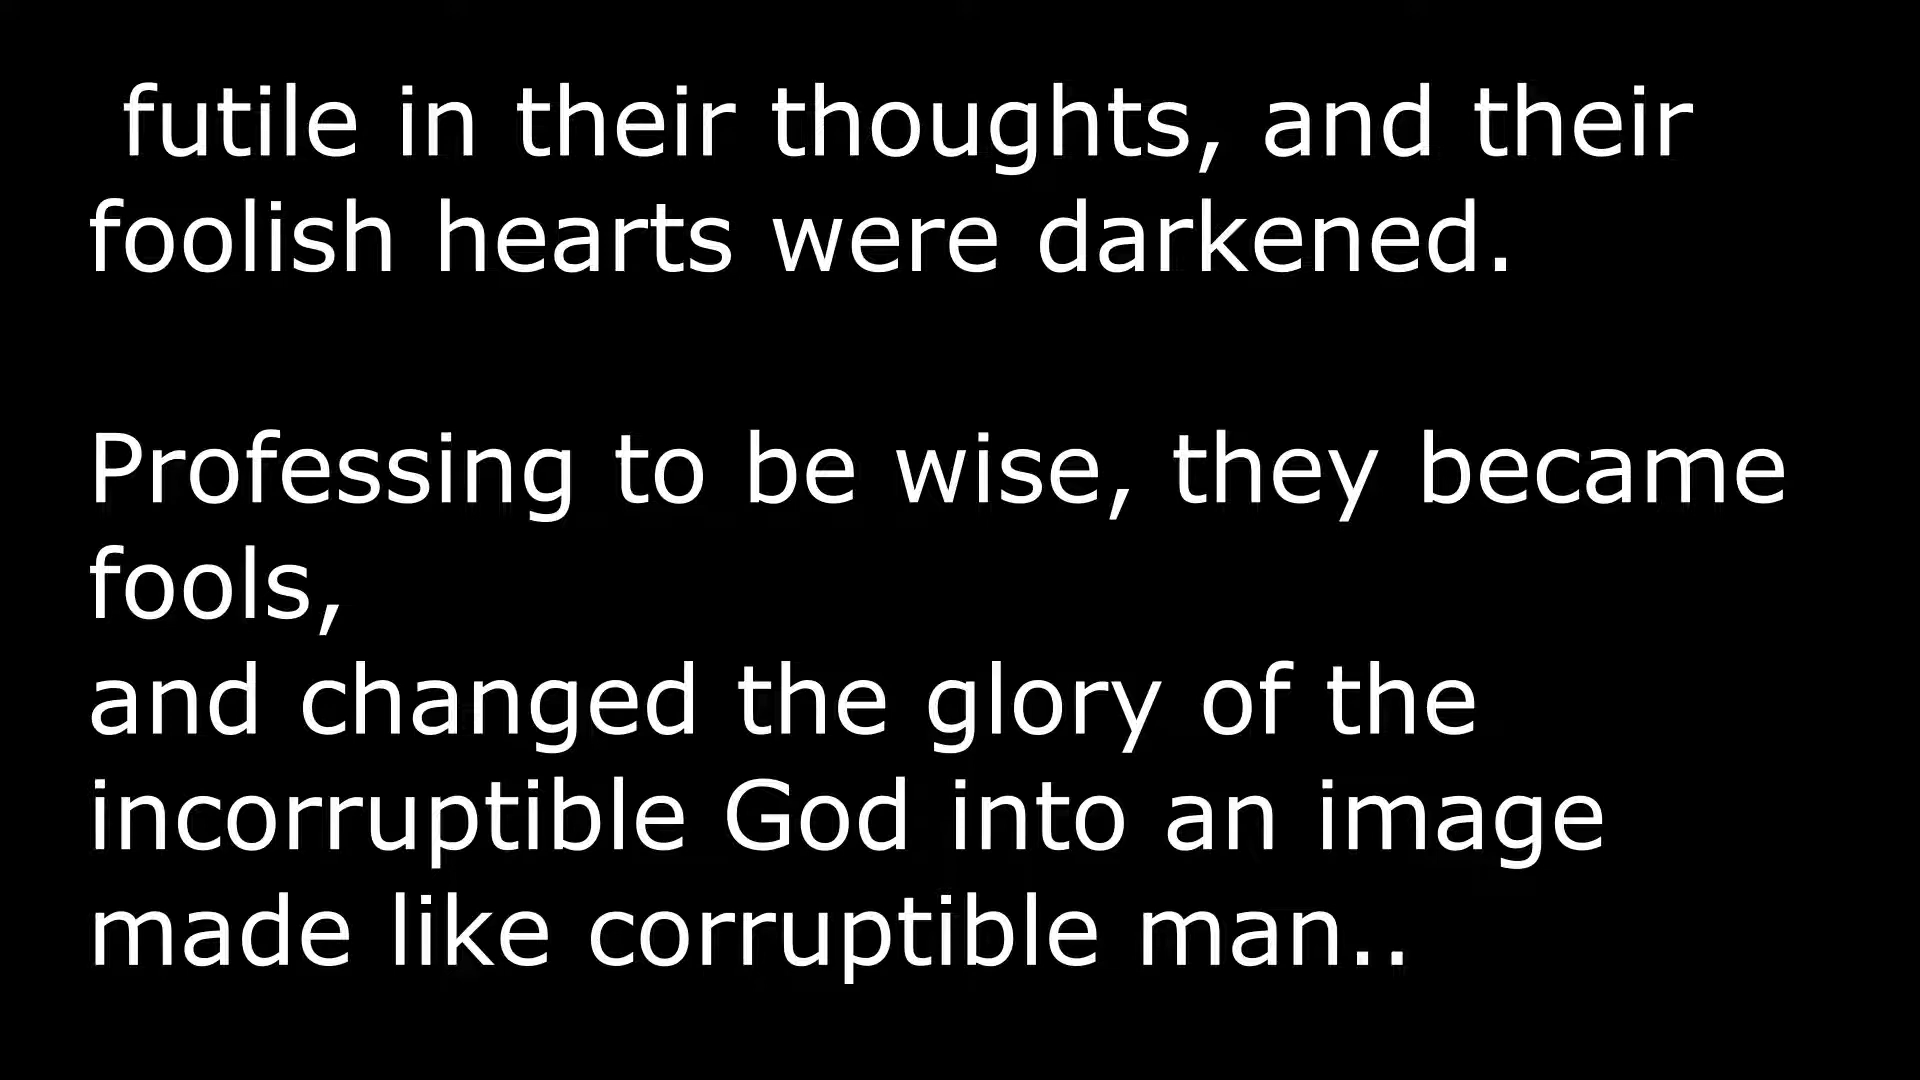 futile in their thoughts, and their
foolish hearts were darkened.
Professing to be wise, they became
fools,
and changed the glory of the
incorruptible God into an image
made like corruptible man..